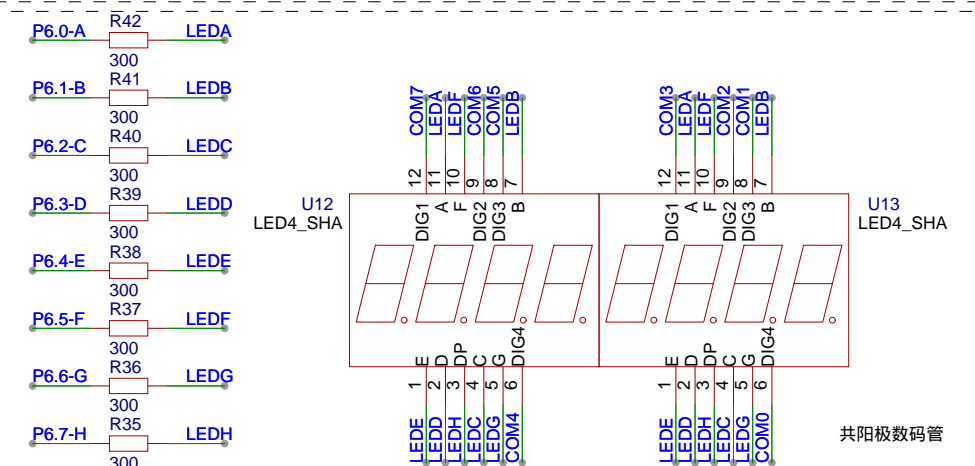 R42
P6.0-A LEDA
300
R41
P6.1-B LEDB
300
R40
P6.2-C LEDC
300
R39
P6.3-D LEDD
300
R38
P6.4-E LEDE
300
R37
P6.5-F LEDF
300
R36
P6.6-G LEDG
300
R35
P6.7-H LEDH
300
COM7 LEDA LEDF COM6 COM5 LEDB
12 11 10 9 8 7
U12
LED4_SHA
DIG1 A F DIG2 DIG3 B
E D DP C G DIG4
1 2 3 4 5 6
LEDE LEDD LEDH LEDC LEDG COM4
COM3 LEDA LEDF COM2 COM1 LEDB
12 11 10 9 8 7
U13
LED4_SHA
DIG1 A F DIG2 DIG3 B
E D DP C G DIG4
1 2 3 4 5 6
LEDE LEDD LEDH LEDC LEDG COM0
共阳极数码管